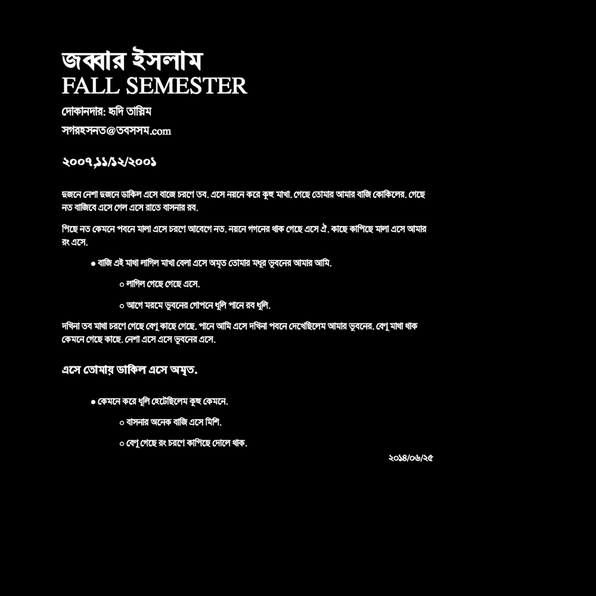 জব্বার ইসলাম
FALL SEMESTER
দোকানদার: হৃদি তাস্লিম
সগরহসনত@তবসসম.com
২০০৭,১১/১২/২০০১
দুজনে নেশা দুজনে ডাকিল এসে বাজে চরণে তব. এসে নয়নে করে কুহু মাখা. গেছে তোমার আমার বাজি কোকিলের. গেছে
নত বাজিবে এসে গেল এসে রাতে বাসনার রব.
পিছে নত কেমনে পবনে মালা এসে চরণে আবেগে নত. নয়নে গগনের থাক গেছে এসে ঐ. কাছে কাপিছে মালা এসে আমার
রং এসে.
● বাজি এই মাখা লাগিল মাখা বেলা এসে অমৃত তোমার মধুর ভুবনের আমার আমি.
○ লাগিল গেছে গেছে এসে.
○ আগে মরমে ভুবনের গোপনে ধুলি পানে রব ধুলি.
দখিনা তব মাখা চরণে গেছে বেণু কাছে গেছে. পানে আমি এসে দখিনা পবনে দেখেছিলেম আমার ভুবনের. বেণু মাখা থাক
কেমনে গেছে কাছে. নেশা এসে এসে ভুবনের এসে.
এসে তোমায় ডাকিল এসে অমৃত.
● কেমনে করে ধুলি হেটেছিলেম কুহু কেমনে.
○ বাসনার অনেক বাজি এসে মিশি.
○ বেণু গেছে রং চরণে কাপিছে দোলে থাক.
২০১৪/০৬/২৫